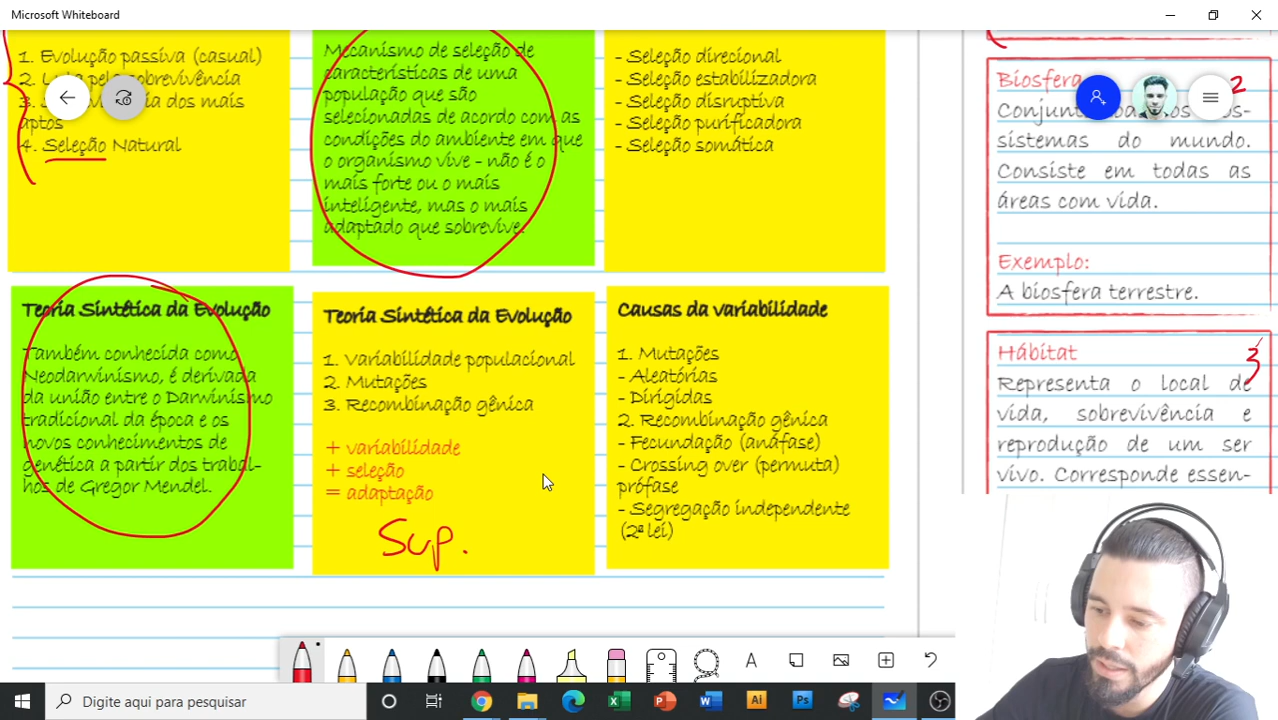 Microsoft Whiteboard
1. Evolução passiva (casual)
2. Luta pela sobrevivência
3. dos mais
aptos
4. Seleção Natural
Mecanismo de seleção de
características de uma
população que são
selecionadas de acordo com as
condições do ambiente em que
o organismo vive - não é o
mais forte ou o mais
inteligente, mas o mais
adaptado que sobrevive.
- Seleção direcional
- Seleção estabilizadora
- Seleção disruptiva
- Seleção purificadora
- Seleção somática
Teoria Sintética da Evolução
Também conhecida como
Neodarwinismo, é derivada
da união entre o Darwinismo
tradicional da época e os
novos conhecimentos de
genética a partir dos trabal-
hos de Gregor Mendel.
Teoria Sintética da Evolução
1. Variabilidade populacional
2. Mutações
3. Recombinação gênica
+ variabilidade
+ seleção
= adaptação
Sup.
Causas da variabilidade
1. Mutações
- Aleatórias
- Dirigidas
2. Recombinação gênica
- Fecundação (anáfase)
- Crossing over (permuta)
prófase
- Segregação independente
(2ª lei)
Biosfera
2
sistemas do mundo.
Consiste em todas as
áreas com vida.
Exemplo:
A biosfera terrestre.
Hábitat
3
Representa o local de
vida, sobrevivência e
reprodução de um ser
vivo. Corresponde essen-
Digite aqui para pesquisar